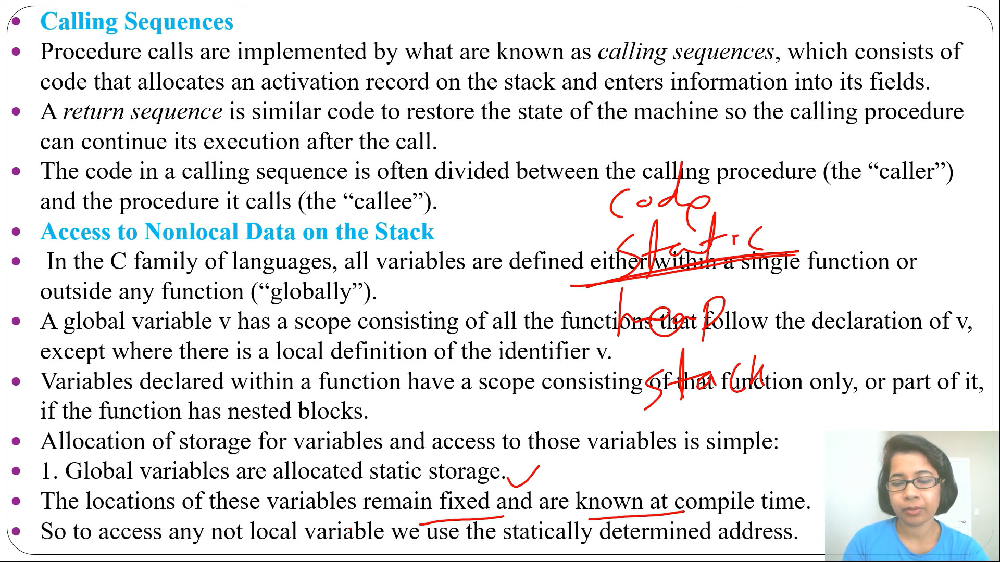 Calling Sequences
Procedure calls are implemented by what are known as calling sequences, which consists of
code that allocates an activation record on the stack and enters information into its fields.
A return sequence is similar code to restore the state of the machine so the calling procedure
can continue its execution after the call.
The code in a calling sequence is often divided between the calling procedure (the “caller”)
and the procedure it calls (the “callee”).
code
Access to Nonlocal Data on the Stack
static
In the C family of languages, all variables are defined either within a single function or
outside any function (“globally”).
heap
A global variable v has a scope consisting of all the functions that follow the declaration of v,
except where there is a local definition of the identifier v.
stack
Variables declared within a function have a scope consisting of that function only, or part of it,
if the function has nested blocks.
Allocation of storage for variables and access to those variables is simple:
1. Global variables are allocated static storage.
The locations of these variables remain fixed and are known at compile time.
So to access any not local variable we use the statically determined address.